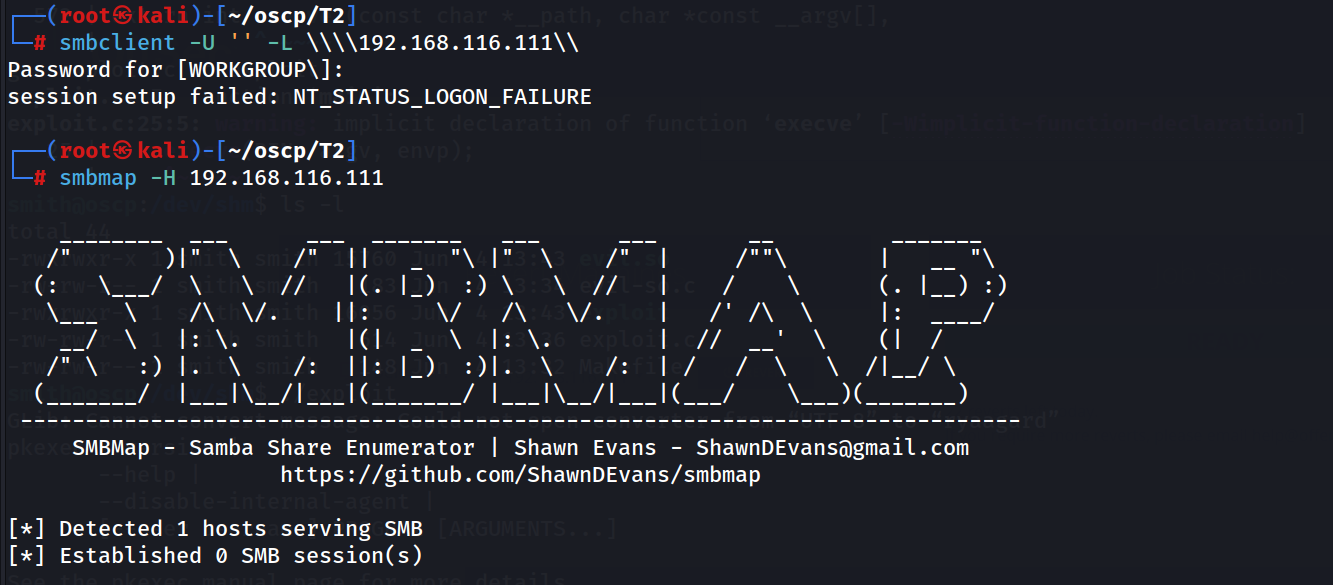 ┌──(root㉿kali)-[~/oscp/T2]
└─# smbclient -U '' -L \\\\192.168.116.111\\
Password for [WORKGROUP\]:
session setup failed: NT_STATUS_LOGON_FAILURE
┌──(root㉿kali)-[~/oscp/T2]
└─# smbmap -H 192.168.116.111
SMBMAP
-----------------------------------------------------------------------------
SMBMap - Samba Share Enumerator | Shawn Evans - ShawnDEvans@gmail.com
https://github.com/ShawnDEvans/smbmap
[*] Detected 1 hosts serving SMB
[*] Established 0 SMB session(s)